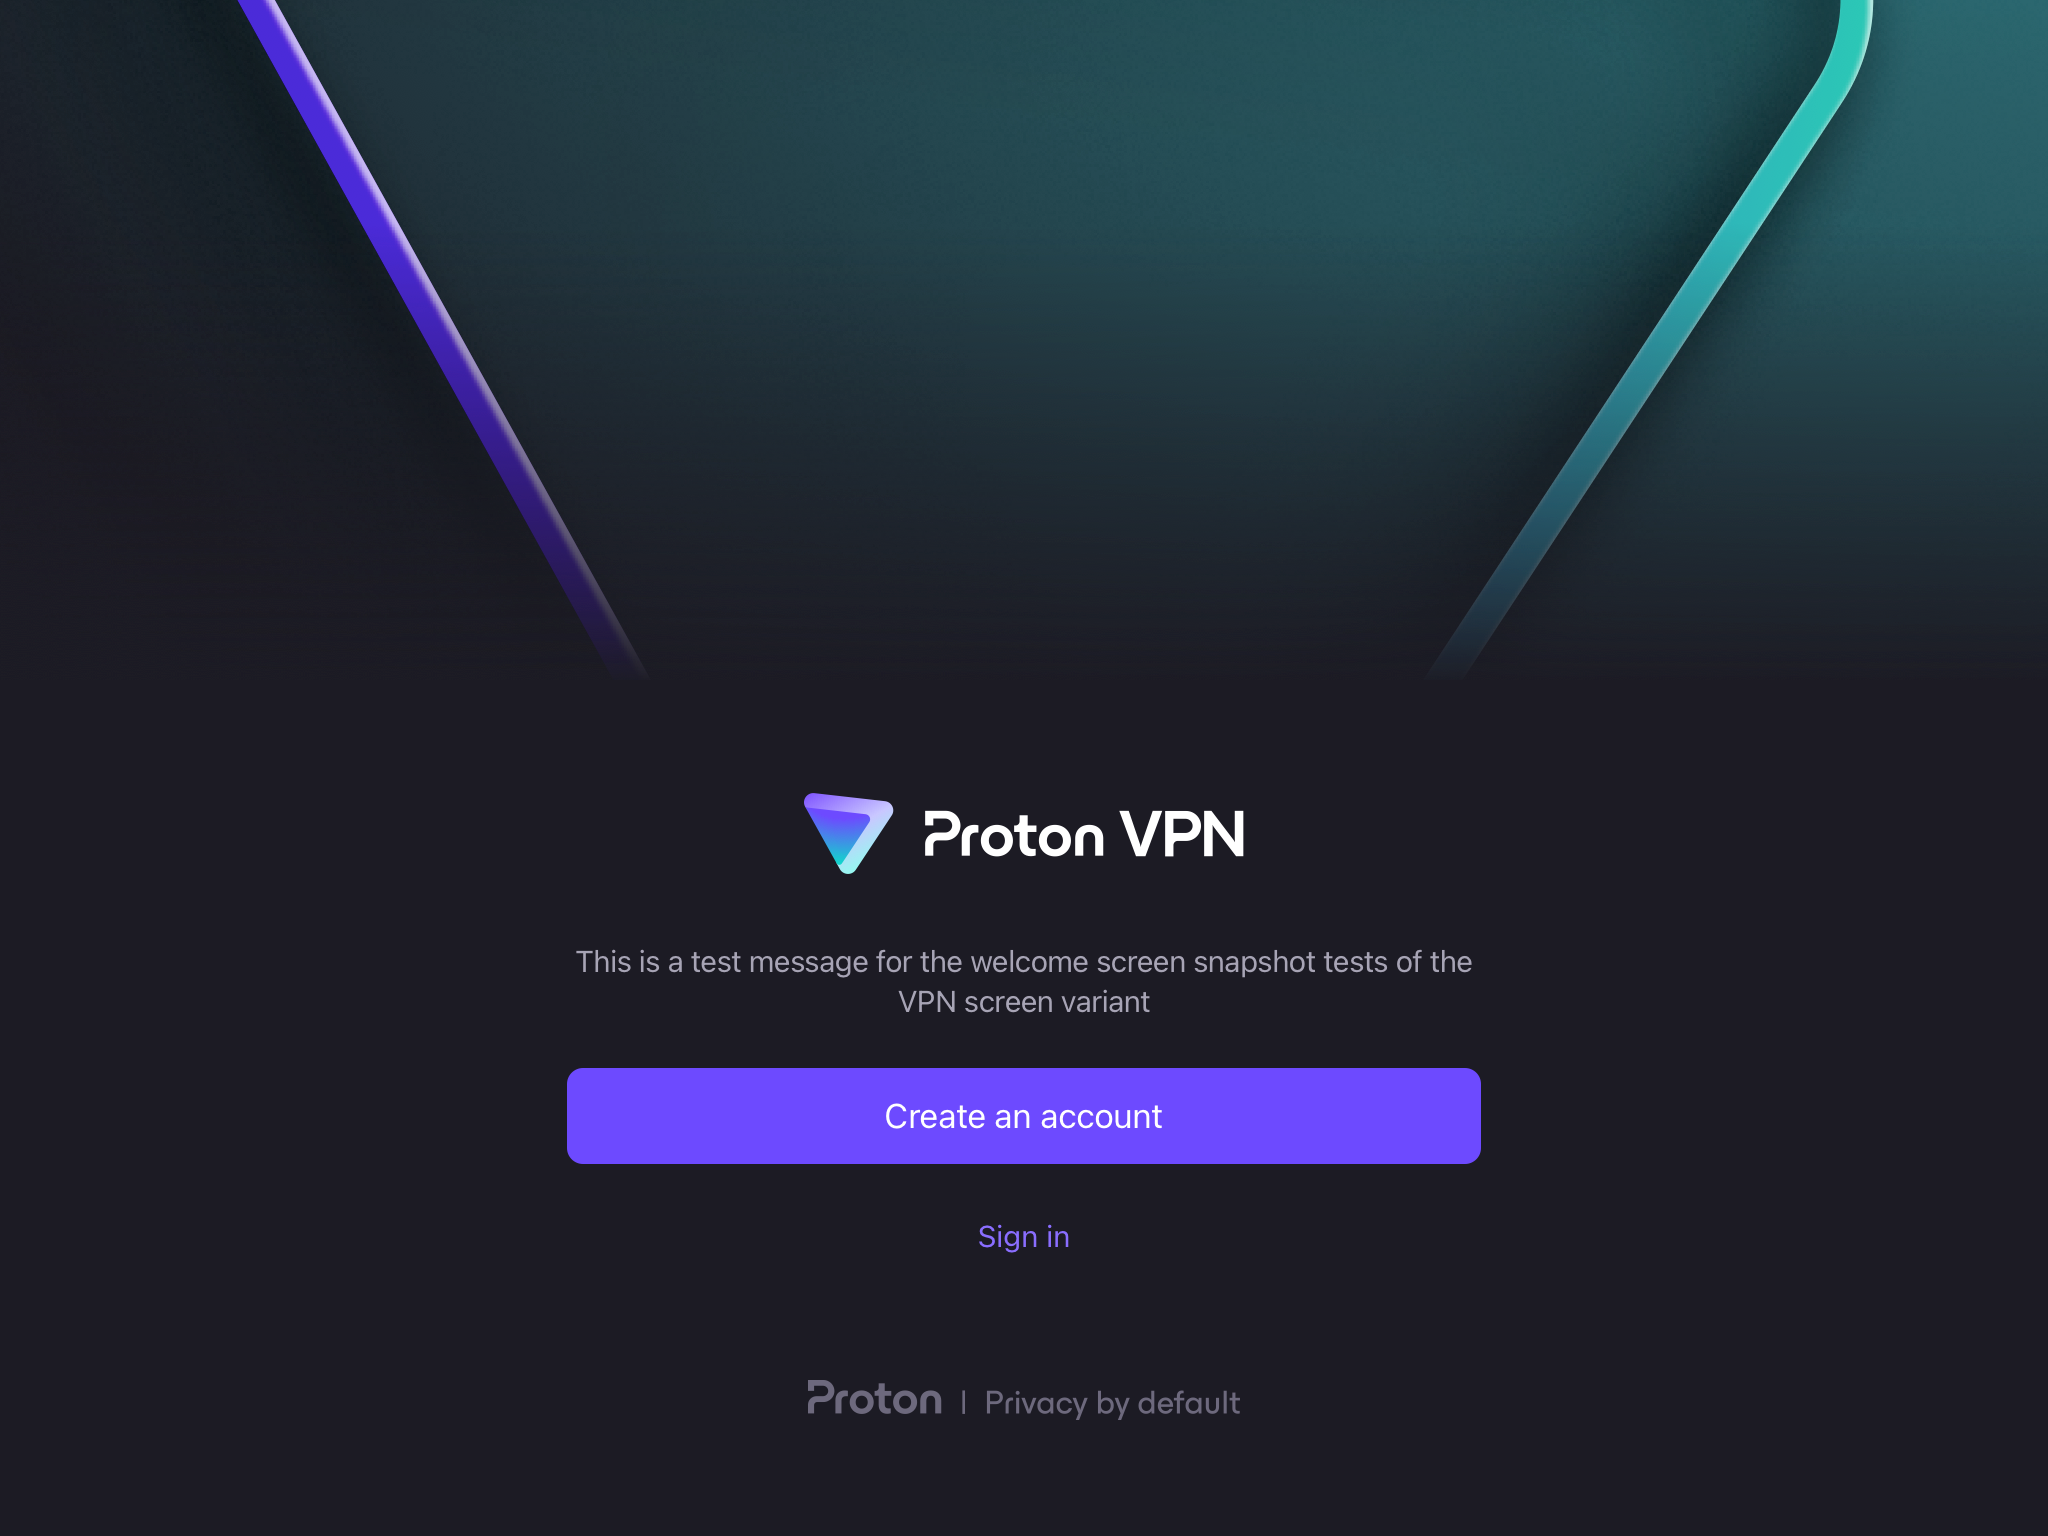 Proton VPN
This is a test message for the welcome screen snapshot tests of the
VPN screen variant
Create an account
Sign in
Proton | Privacy by default